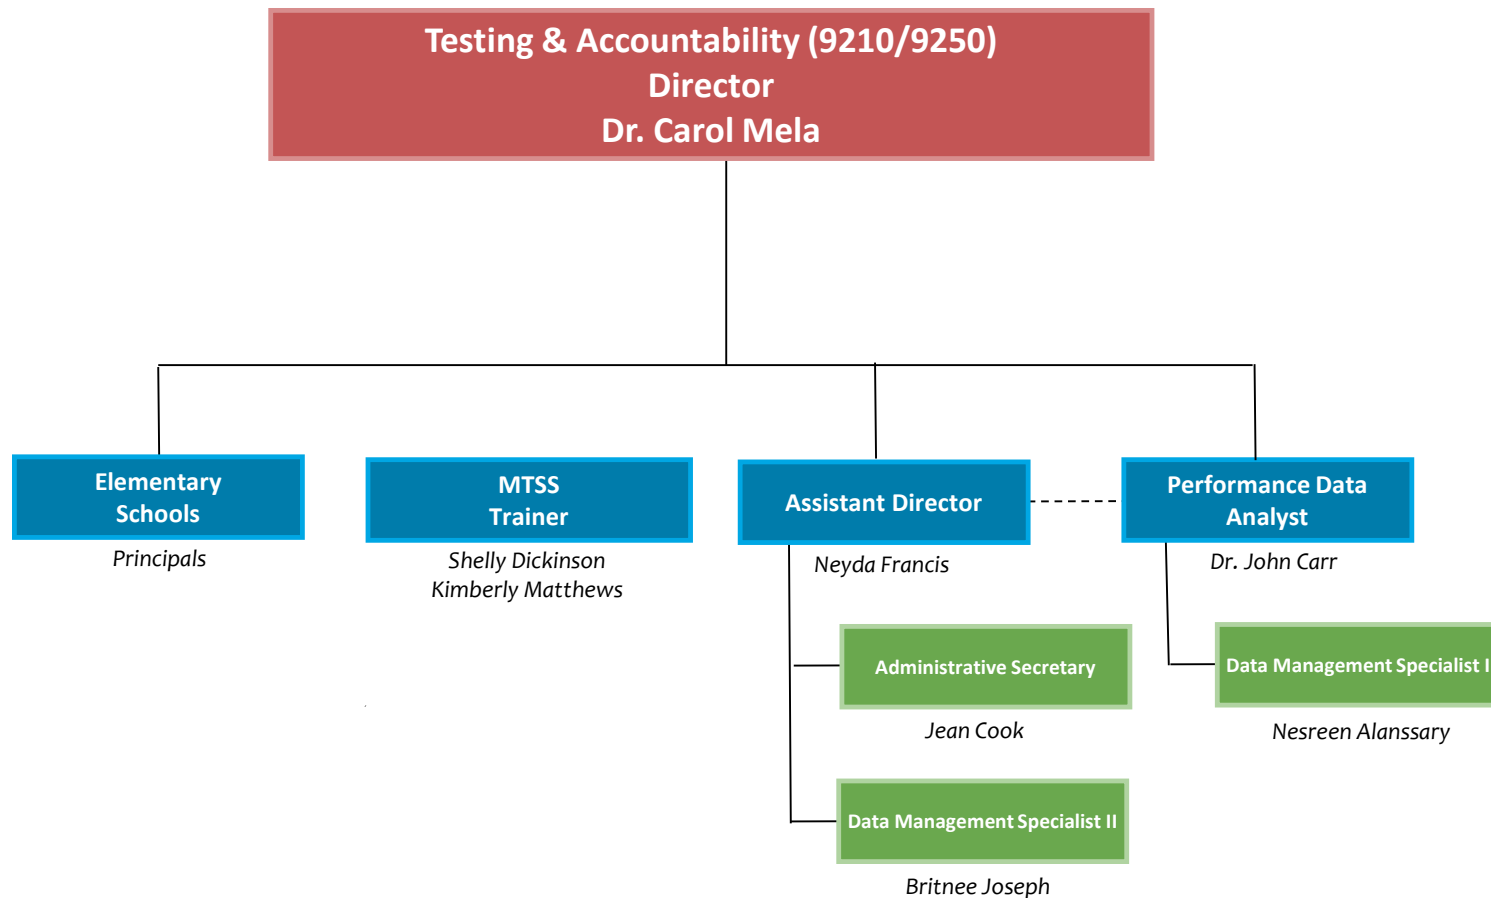 Testing & Accountability (9210/9250)
Director
Dr. Carol Mela
Elementary
Schools
Principals
MTSS
Trainer
Shelly Dickinson
Kimberly Matthews
Assistant Director
Neyda Francis
Performance Data
Analyst
Dr. John Carr
Administrative Secretary
Jean Cook
Data Management Specialist II
Britnee Joseph
Data Management Specialist I
Nesreen Alanssary